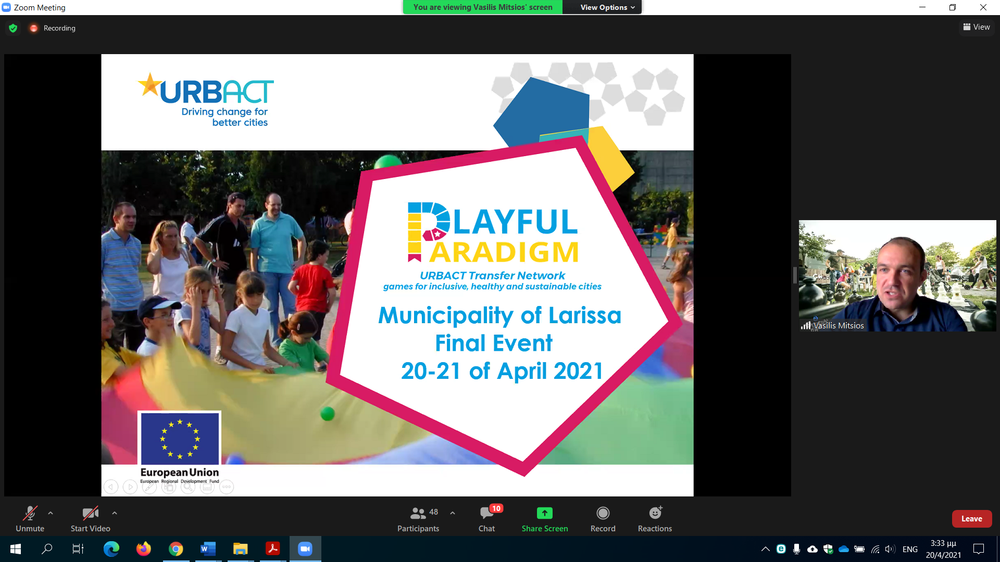 Zoom Meeting
You are viewing Vasilis Mitsios' screen
View Options
Recording
View
URBACT
Driving change for
better cities
PLAYFUL
PARADIGM
URBACT Transfer Network
games for inclusive, healthy and sustainable cities
Municipality of Larissa
Final Event
20-21 of April 2021
European Union
European Regional Development Fund
Vasilis Mitsios
Unmute
Start Video
48
Participants
10
Chat
Share Screen
Record
Reactions
Leave
ENG
3:33 μμ
20/4/2021